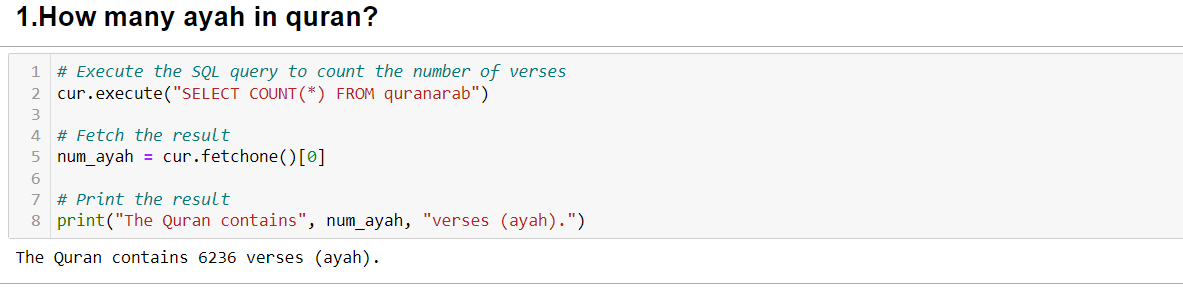 1.How many ayah in quran?
1 # Execute the SQL query to count the number of verses
2 cur.execute("SELECT COUNT(*) FROM quranarab")
3
4 # Fetch the result
5 num_ayah = cur.fetchone()[0]
6
7 # Print the result
8 print("The Quran contains", num_ayah, "verses (ayah).")
The Quran contains 6236 verses (ayah).